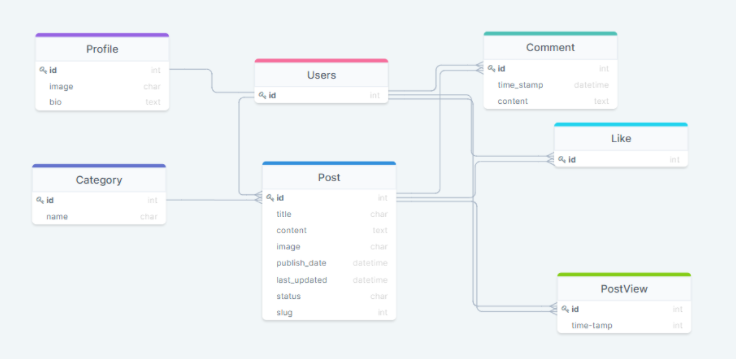 Profile
id int
image char
bio text
Users
id int
Comment
id int
time_stamp datetime
content text
Like
id int
Category
id int
name char
Post
id int
title char
content text
image char
publish_date datetime
last_updated datetime
status char
slug int
PostView
id int
time-tamp int